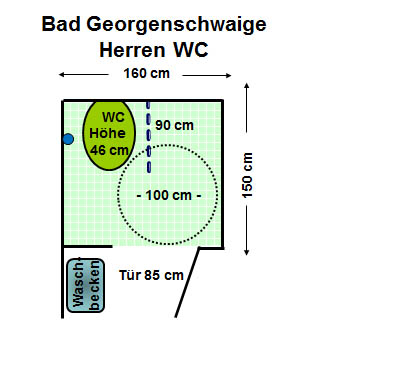 Bad Georgenschwaige
Herren WC
160 cm
WC
Höhe
46 cm
90 cm
150 cm
- 100 cm -
Wasch-
becken
Tür 85 cm